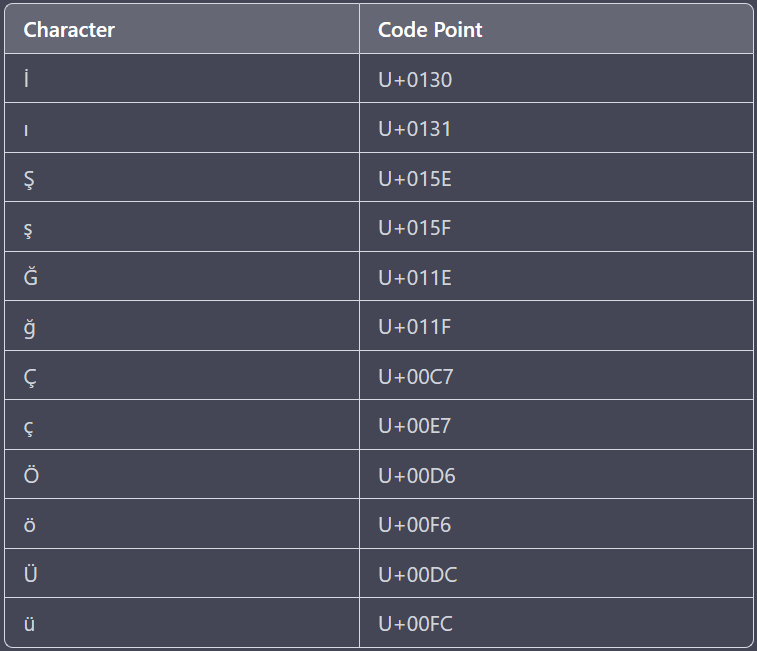 Character Code Point
İ U+0130
ı U+0131
Ş U+015E
ş U+015F
Ğ U+011E
ğ U+011F
Ç U+00C7
ç U+00E7
Ö U+00D6
ö U+00F6
Ü U+00DC
ü U+00FC